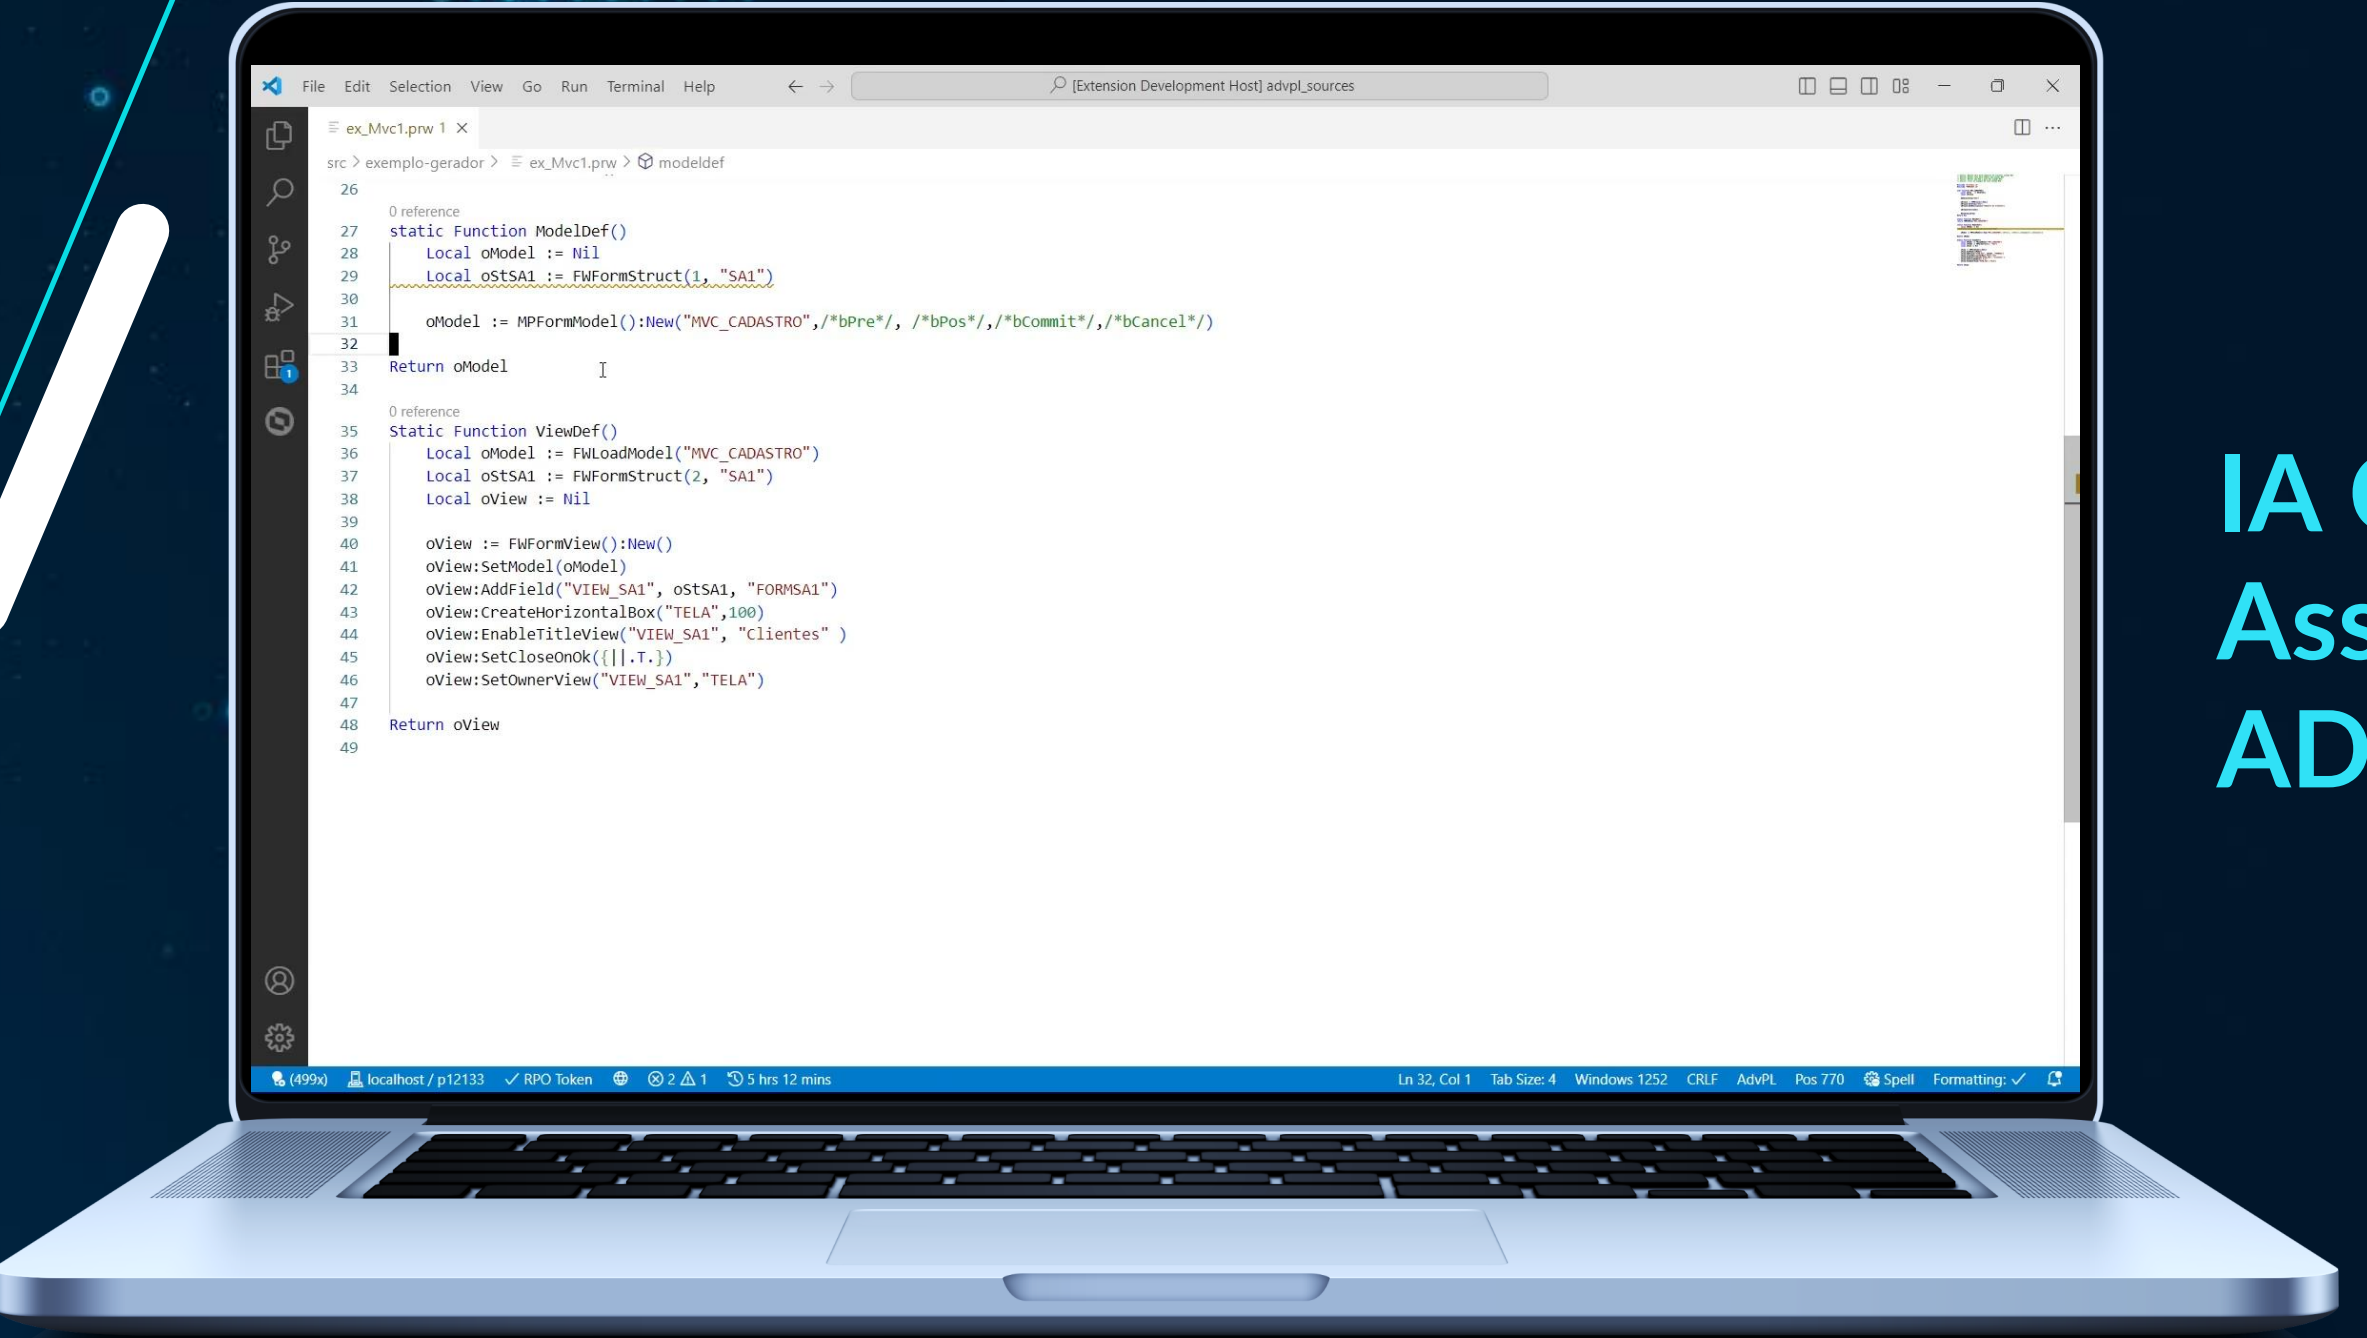 File Edit Selection View Go Run Terminal Help
[Extension Development Host] advpl_sources
ex_Mvc1.prw 1
src > exemplo-gerador > ex_Mvc1.prw > modeldef
26
0 reference
27 static Function ModelDef()
28 Local oModel := Nil
29 Local oStSA1 := FWFormStruct(1, "SA1")
30
31 oModel := MPFormModel():New("MVC_CADASTRO",/*bPre*/, /*bPos*/,/*bCommit*/,/*bCancel*/)
32
33 Return oModel
34
0 reference
35 Static Function ViewDef()
36 Local oModel := FWLoadModel("MVC_CADASTRO")
37 Local oStSA1 := FWFormStruct(2, "SA1")
38 Local oView := Nil
39
40 oView := FWFormView():New()
41 oView:SetModel(oModel)
42 oView:AddField("VIEW_SA1", oStSA1, "FORMSA1")
43 oView:CreateHorizontalBox("TELA",100)
44 oView:EnableTitleView("VIEW_SA1", "Clientes" )
45 oView:SetCloseOnOk({||.T.})
46 oView:SetOwnerView("VIEW_SA1","TELA")
47
48 Return oView
49
1
(499x) localhost / p12133 RPO Token 2 1 5 hrs 12 mins
Ln 32, Col 1 Tab Size: 4 Windows 1252 CRLF AdvPL Pos 770 Spell Formatting:
IA
Ass
AD